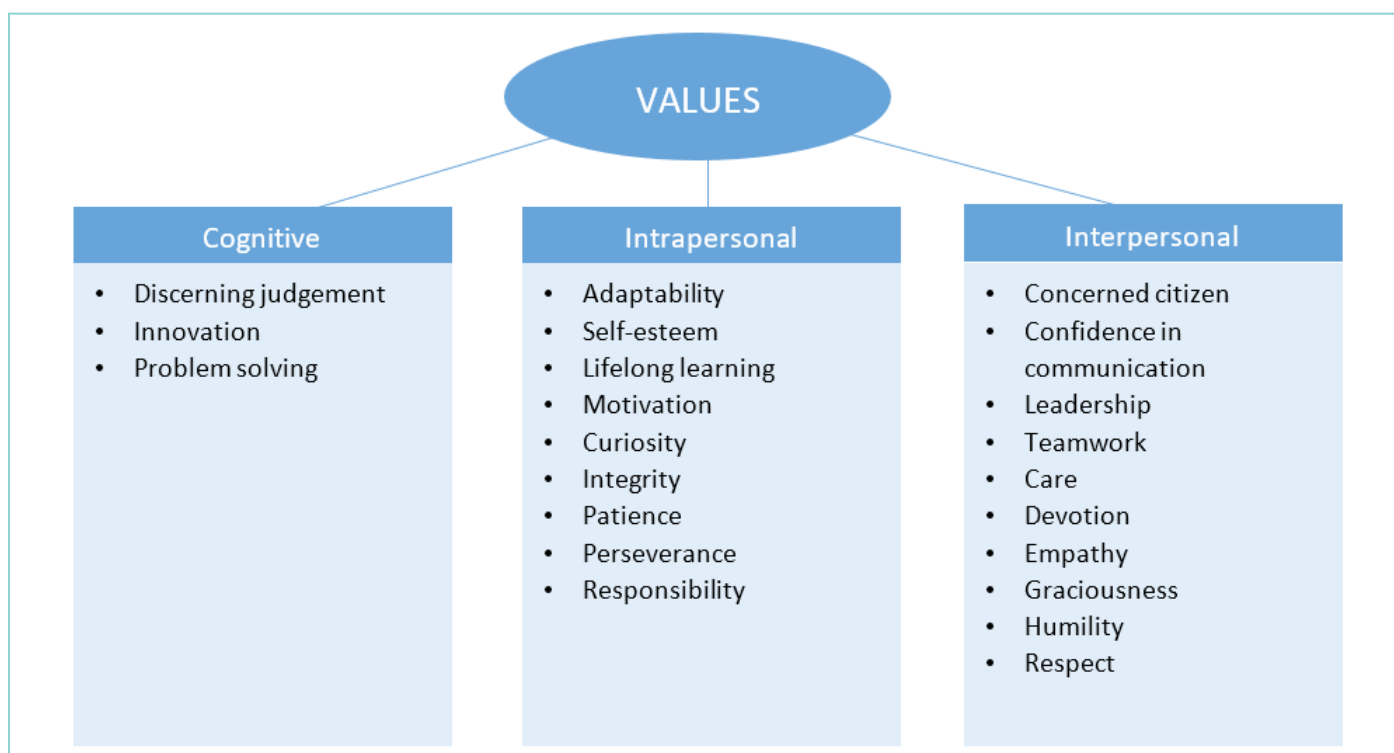 VALUES
Cognitive
• Discerning judgement
• Innovation
• Problem solving
Intrapersonal
• Adaptability
• Self-esteem
• Lifelong learning
• Motivation
• Curiosity
• Integrity
• Patience
• Perseverance
• Responsibility
Interpersonal
• Concerned citizen
• Confidence in
communication
• Leadership
• Teamwork
• Care
• Devotion
• Empathy
• Graciousness
• Humility
• Respect